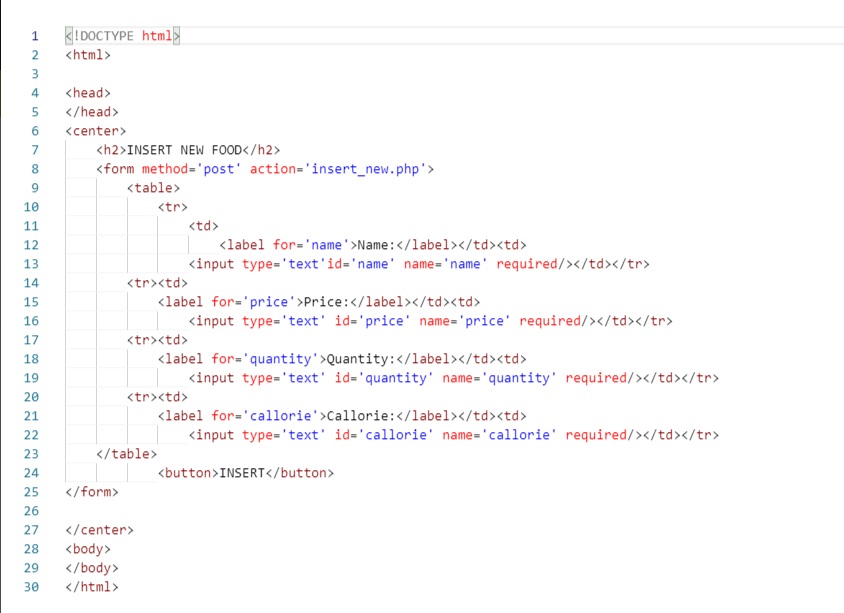 1 <!DOCTYPE html>
2 <html>
3
4 <head>
5 </head>
6 <center>
7 <h2>INSERT NEW FOOD</h2>
8 <form method='post' action='insert_new.php'>
9 <table>
10 <tr>
11 <td>
12 <label for='name'>Name:</label></td><td>
13 <input type='text'id='name' name='name' required/></td></tr>
14 <tr><td>
15 <label for='price'>Price:</label></td><td>
16 <input type='text' id='price' name='price' required/></td></tr>
17 <tr><td>
18 <label for='quantity'>Quantity:</label></td><td>
19 <input type='text' id='quantity' name='quantity' required/></td></tr>
20 <tr><td>
21 <label for='callorie'>Callorie:</label></td><td>
22 <input type='text' id='callorie' name='callorie' required/></td></tr>
23 </table>
24 <button>INSERT</button>
25 </form>
26
27 </center>
28 <body>
29 </body>
30 </html>